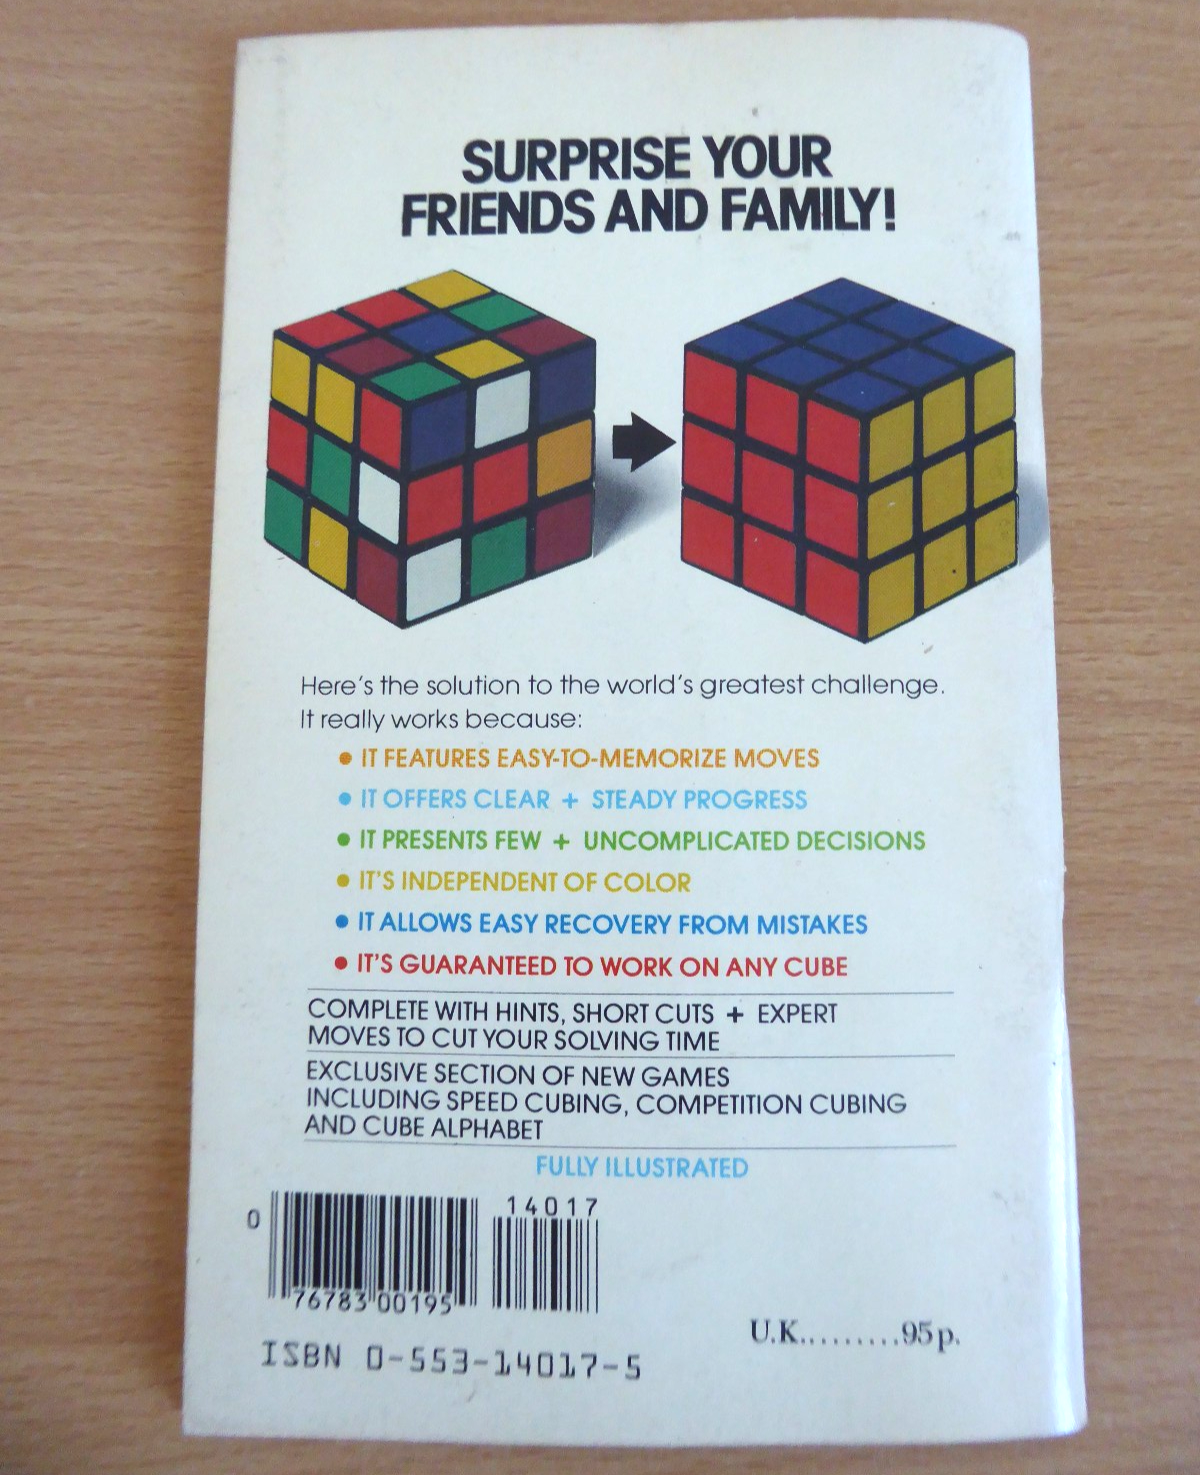 SURPRISE YOUR
FRIENDS AND FAMILY!
Here's the solution to the world's greatest challenge.
It really works because:
• IT FEATURES EASY-TO-MEMORIZE MOVES
• IT OFFERS CLEAR + STEADY PROGRESS
• IT PRESENTS FEW + UNCOMPLICATED DECISIONS
• IT'S INDEPENDENT OF COLOR
• IT ALLOWS EASY RECOVERY FROM MISTAKES
• IT'S GUARANTEED TO WORK ON ANY CUBE
COMPLETE WITH HINTS, SHORT CUTS + EXPERT
MOVES TO CUT YOUR SOLVING TIME
EXCLUSIVE SECTION OF NEW GAMES
INCLUDING SPEED CUBING, COMPETITION CUBING
AND CUBE ALPHABET
FULLY ILLUSTRATED
14017
0
76783 00195
U.K.........95p.
ISBN 0-553-14017-5